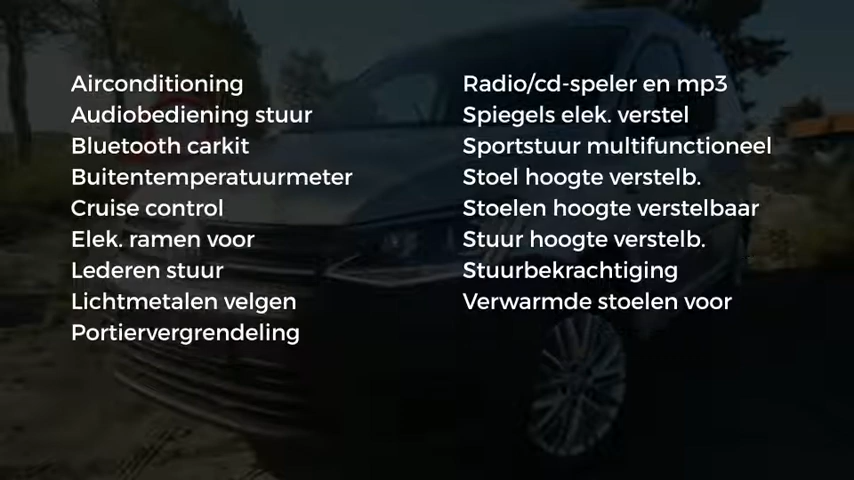 Airconditioning
Audiobediening stuur
Bluetooth carkit
Buitentemperatuurmeter
Cruise control
Elek. ramen voor
Lederen stuur
Lichtmetalen velgen
Portiervergrendeling
Radio/cd-speler en mp3
Spiegels elek. verstel
Sportstuur multifunctioneel
Stoel hoogte verstelb.
Stoelen hoogte verstelbaar
Stuur hoogte verstelb.
Stuurbekrachtiging
Verwarmde stoelen voor